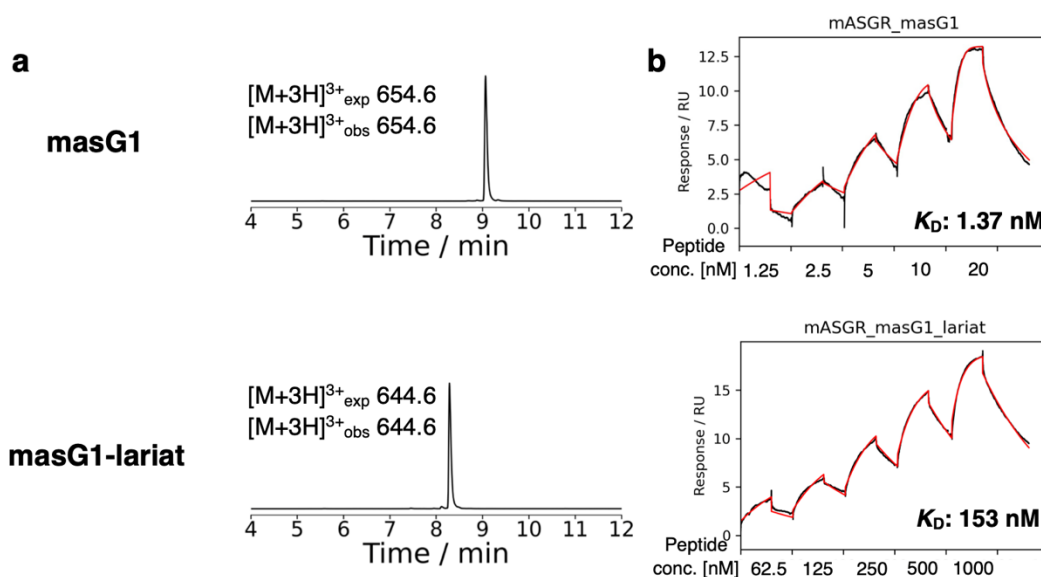 a
masG1
[M+3H]³⁺exp 654.6
[M+3H]³⁺obs 654.6
4 5 6 7 8 9 10 11 12
Time / min
b
mASGR_masG1
Response / RU
12.5
10.0
7.5
5.0
2.5
0.0
KD: 1.37 nM
Peptide
conc. [nM] 1.25 2.5 5 10 20
masG1-lariat
[M+3H]³⁺exp 644.6
[M+3H]³⁺obs 644.6
4 5 6 7 8 9 10 11 12
Time / min
mASGR_masG1_lariat
Response / RU
15
10
5
0
KD: 153 nM
Peptide
conc. [nM] 62.5 125 250 500 1000